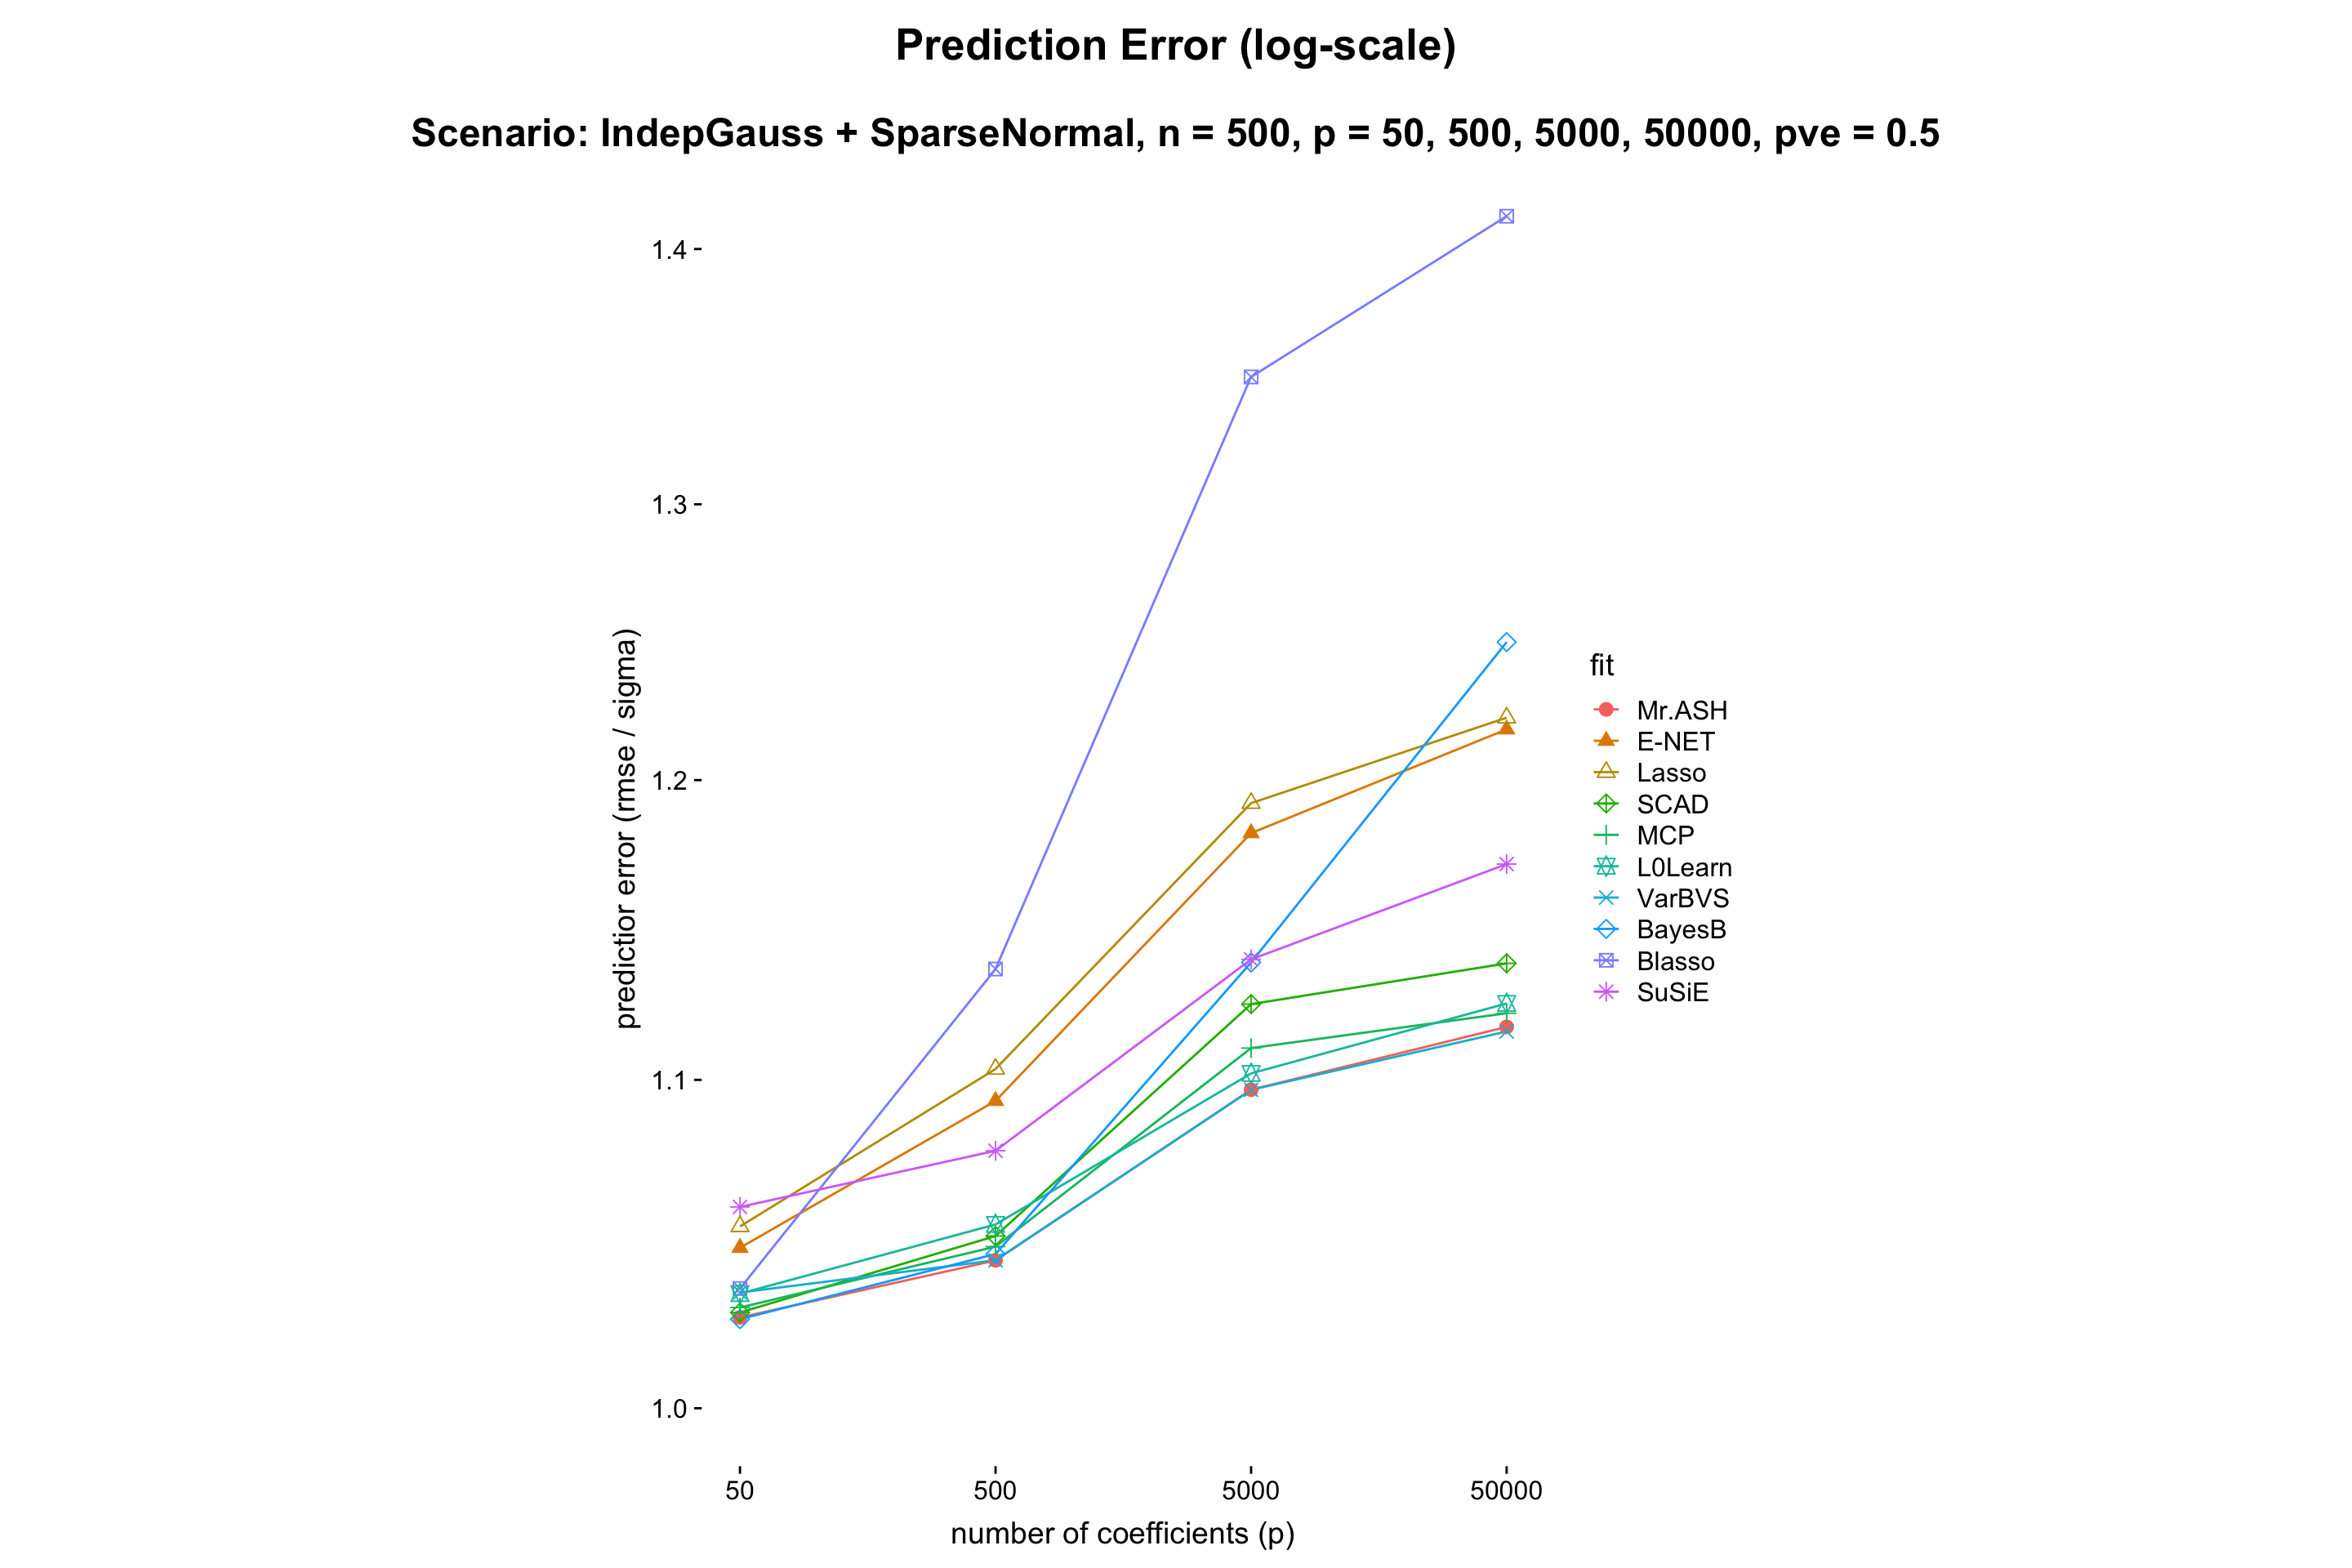 Prediction Error (log-scale)
Scenario: IndepGauss + SparseNormal, n = 500, p = 50, 500, 5000, 50000, pve = 0.5
1.4
1.3
1.2
1.1
1.0
predictior error (rmse / sigma)
50 500 5000 50000
number of coefficients (p)
fit
Mr.ASH
E-NET
Lasso
SCAD
MCP
L0Learn
VarBVS
BayesB
Blasso
SuSiE